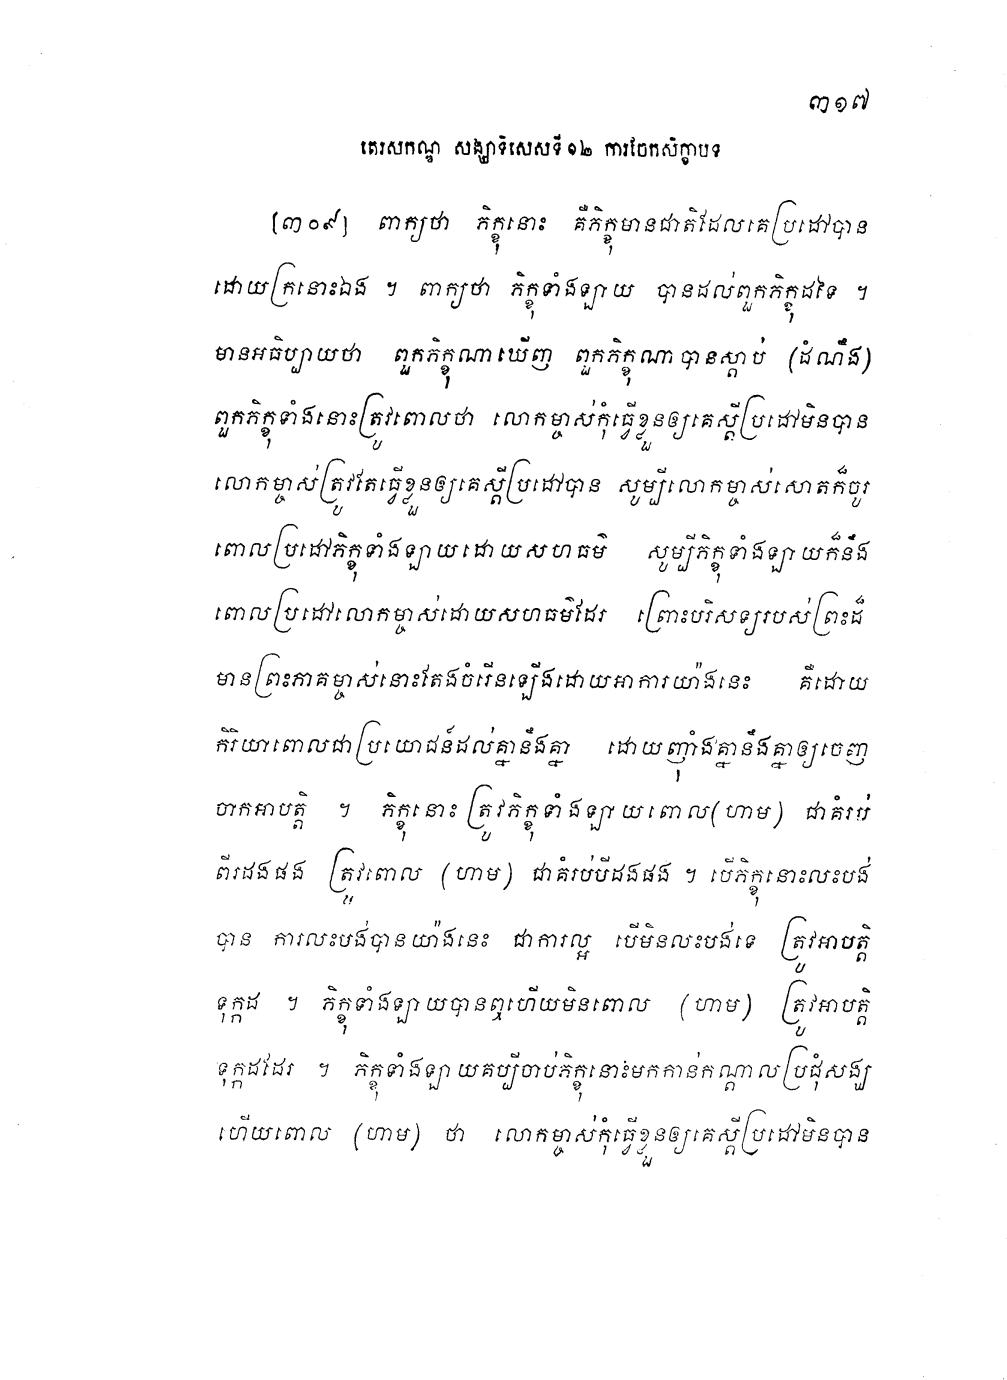 ៣១៧
តេរសកណ្ឌ សង្ឃាទិសេសទី១២ ការចែកសិក្ខាបទ
[៣០៩] ពាក្យថា ភិក្ខុនោះ គឺភិក្ខុមានជាតិដែលគេប្រដៅបាន
ដោយក្រនោះឯង ។ ពាក្យថា ភិក្ខុទាំងឡាយ បានដល់ពួកភិក្ខុដទៃ ។
មានអធិប្បាយថា ពួកភិក្ខុណាឃើញ ពួកភិក្ខុណាបានស្តាប់ (ដំណឹង)
ពួកភិក្ខុទាំងនោះត្រូវពោលថា លោកម្ចាស់កុំធ្វើខ្លួនឲ្យគេស្តីប្រដៅមិនបាន
លោកម្ចាស់ត្រូវតែធ្វើខ្លួនឲ្យគេស្តីប្រដៅបាន សូម្បីលោកម្ចាស់សោតក៏ចូរ
ពោលប្រដៅភិក្ខុទាំងឡាយដោយសហធម៌ សូម្បីភិក្ខុទាំងឡាយក៏នឹង
ពោលប្រដៅលោកម្ចាស់ដោយសហធម៌ដែរ ព្រោះបរិសទ្យរបស់ព្រះដ៏
មានព្រះភាគម្ចាស់នោះតែងចំរើនឡើងដោយអាការយ៉ាងនេះ គឺដោយ
កិរិយាពោលជាប្រយោជន៍ដល់គ្នានឹងគ្នា ដោយញ៉ាំងគ្នានឹងគ្នាឲ្យចេញ
ចាកអាបត្តិ ។ ភិក្ខុនោះ ត្រូវភិក្ខុទាំងឡាយពោល(ហាម) ជាគំរប់
ពីរដងផង ត្រូវពោល (ហាម) ជាគំរប់បីដងផង ។ បើភិក្ខុនោះលះបង់
បាន ការលះបង់បានយ៉ាងនេះ ជាការល្អ បើមិនលះបង់ទេ ត្រូវអាបត្តិ
ទុក្កដ ។ ភិក្ខុទាំងឡាយបានឮហើយមិនពោល (ហាម) ត្រូវអាបត្តិ
ទុក្កដដែរ ។ ភិក្ខុទាំងឡាយគប្បីចាប់ភិក្ខុនោះមកកាន់កណ្តាលប្រជុំសង្ឃ
ហើយពោល (ហាម) ថា លោកម្ចាស់កុំធ្វើខ្លួនឲ្យគេស្តីប្រដៅមិនបាន